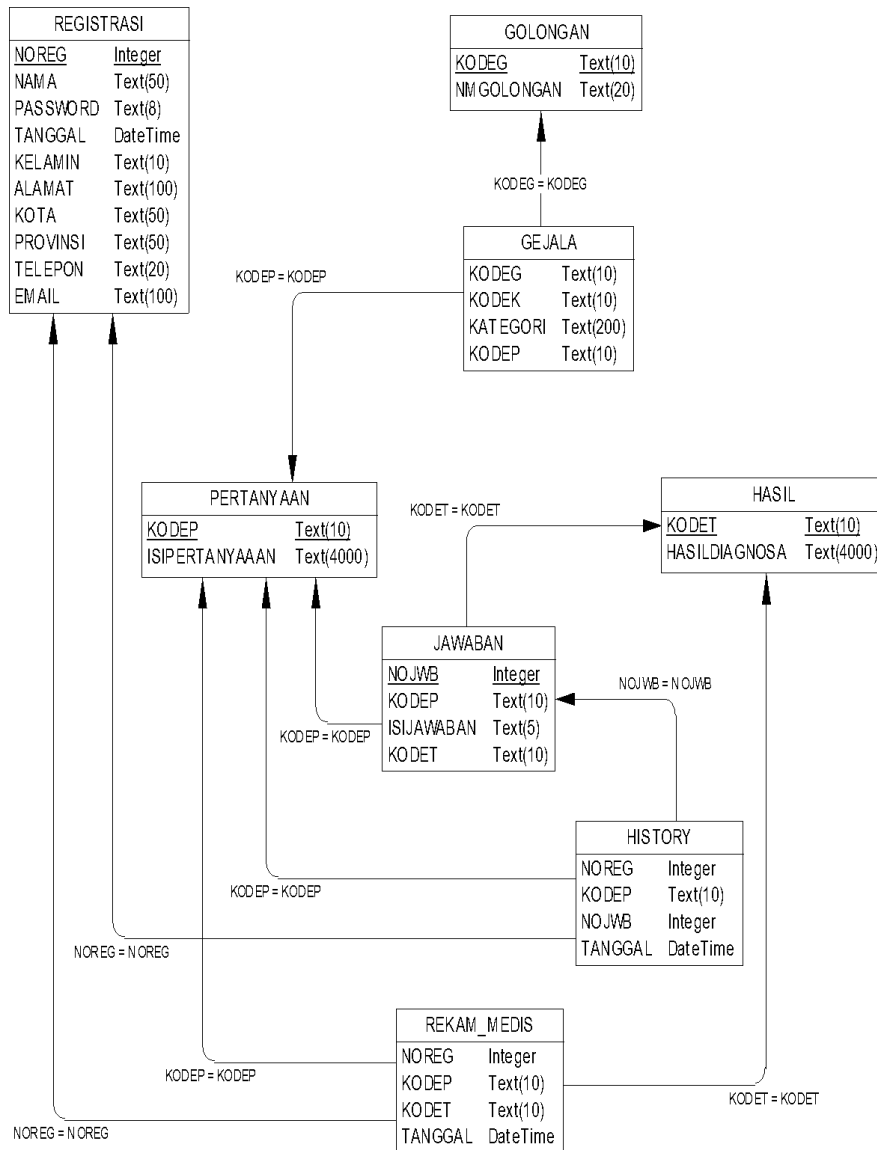 REGISTRASI
NOREG Integer
NAMA Text(50)
PASSWORD Text(8)
TANGGAL DateTime
KELAMIN Text(10)
ALAMAT Text(100)
KOTA Text(50)
PROVINSI Text(50)
TELEPON Text(20)
EMAIL Text(100)
GOLONGAN
KODEG Text(10)
NMGOLONGAN Text(20)
KODEG = KODEG
GEJALA
KODEG Text(10)
KODEK Text(10)
KATEGORI Text(200)
KODEP Text(10)
KODEP = KODEP
PERTANYAAN
KODEP Text(10)
ISIPERTANYAAAN Text(4000)
KODET = KODET
HASIL
KODET Text(10)
HASILDIAGNOSA Text(4000)
JAWABAN
NOJWB Integer
KODEP Text(10)
ISIJAWABAN Text(5)
KODET Text(10)
KODEP = KODEP
NOJWB = NOJWB
HISTORY
NOREG Integer
KODEP Text(10)
NOJWB Integer
TANGGAL DateTime
KODEP = KODEP
NOREG = NOREG
REKAM_MEDIS
NOREG Integer
KODEP Text(10)
KODET Text(10)
TANGGAL DateTime
KODEP = KODEP
KODET = KODET
NOREG = NOREG